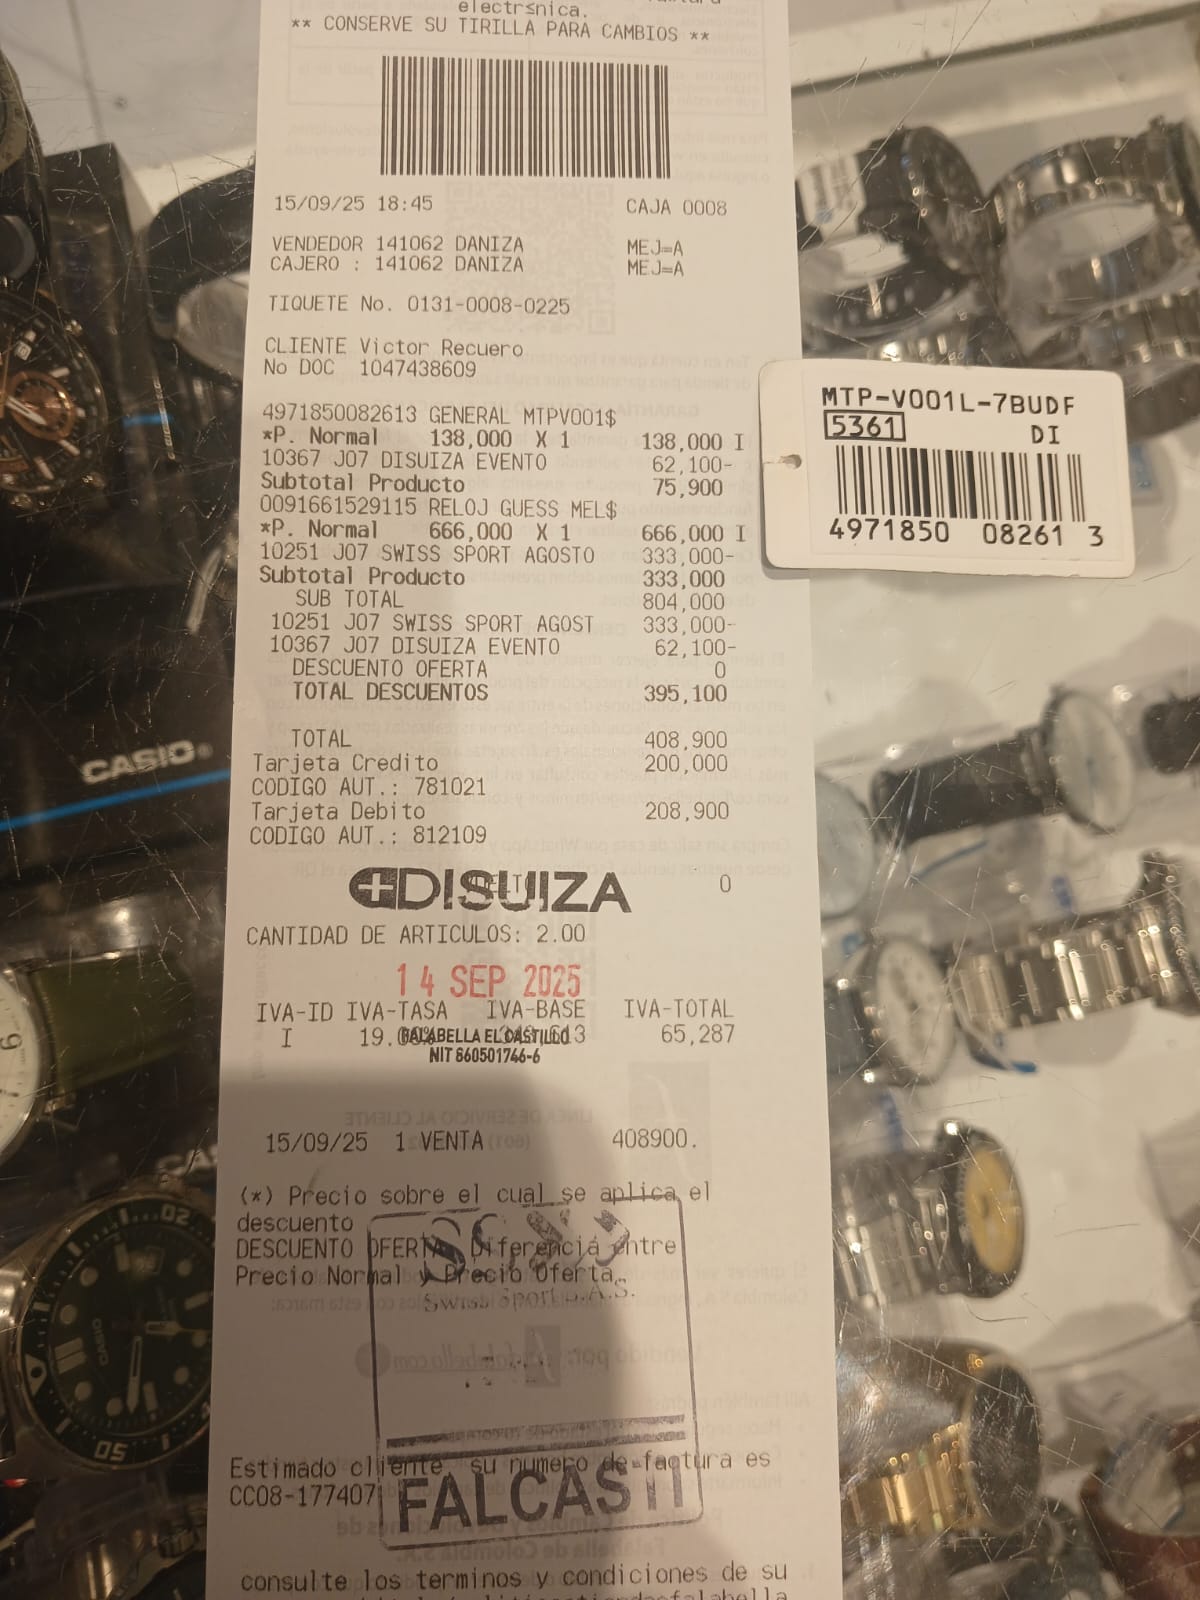 electr≤nica.
** CONSERVE SU TIRILLA PARA CAMBIOS **
15/09/25 18:45 CAJA 0008
VENDEDOR 141062 DANIZA MEJ=A
CAJERO : 141062 DANIZA MEJ=A
TIQUETE No. 0131-0008-0225
CLIENTE Victor Recuero
No DOC 1047438609
4971850082613 GENERAL MTPV001$
*P. Normal 138,000 X 1 138,000 I
10367 J07 DISUIZA EVENTO 62,100-
Subtotal Producto 75,900
0091661529115 RELOJ GUESS MEL$
*P. Normal 666,000 X 1 666,000 I
10251 J07 SWISS SPORT AGOSTO 333,000-
Subtotal Producto 333,000
SUB TOTAL 804,000
10251 J07 SWISS SPORT AGOST 333,000-
10367 J07 DISUIZA EVENTO 62,100-
DESCUENTO OFERTA 0
TOTAL DESCUENTOS 395,100
TOTAL 408,900
Tarjeta Credito 200,000
CODIGO AUT.: 781021
Tarjeta Debito 208,900
CODIGO AUT.: 812109
DISUIZA 0
CANTIDAD DE ARTICULOS: 2.00
14 SEP 2025
IVA-ID IVA-TASA IVA-BASE IVA-TOTAL
I 65,287
FALABELLA EL CASTILLO
NIT 860501746-6
15/09/25 1 VENTA 408900.
(*) Precio sobre el cual se aplica el
descuento
DESCUENTO OFERTA Diferencia entre
Precio Normal y Precio Oferta.
Swiss Sport S.A.S.
Estimado cliente su numero de factura es
CC08-177407
FALCAS II
consulte los terminos y condiciones de su
MTP-V001L-7BUDF
5361 DI
4971850 08261 3
CASIO
CASIO